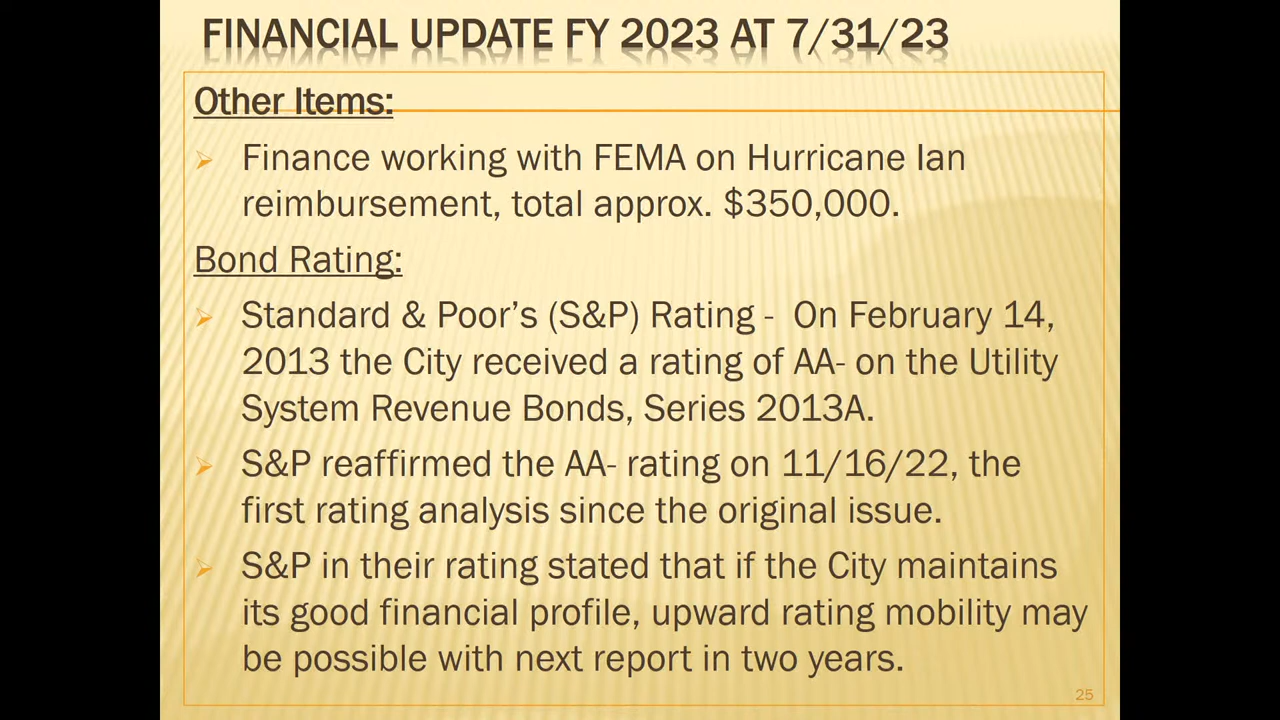 FINANCIAL UPDATE FY 2023 AT 7/31/23
Other Items:
Finance working with FEMA on Hurricane Ian
reimbursement, total approx. $350,000.
Bond Rating:
Standard & Poor’s (S&P) Rating - On February 14,
2013 the City received a rating of AA- on the Utility
System Revenue Bonds, Series 2013A.
S&P reaffirmed the AA- rating on 11/16/22, the
first rating analysis since the original issue.
S&P in their rating stated that if the City maintains
its good financial profile, upward rating mobility may
be possible with next report in two years.
25